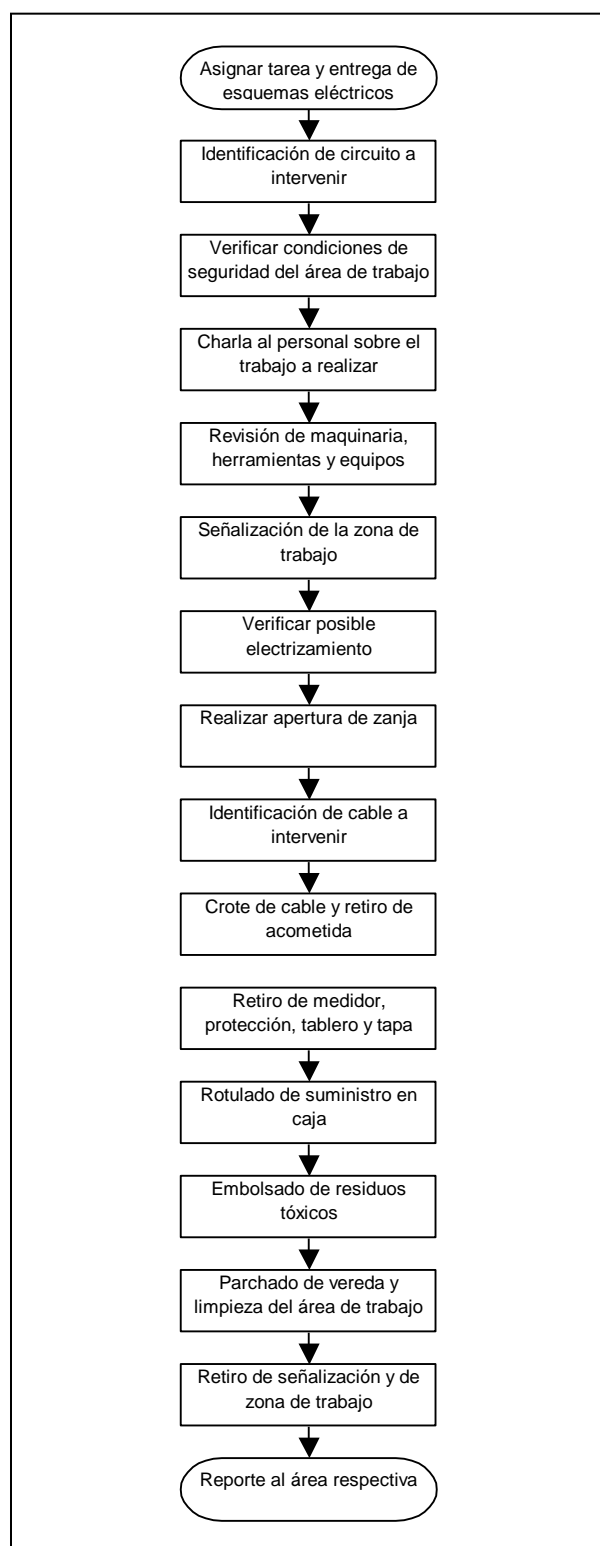 Asignar tarea y entrega de
esquemas eléctricos
Identificación de circuito a
intervenir
Verificar condiciones de
seguridad del área de trabajo
Charla al personal sobre el
trabajo a realizar
Revisión de maquinaria,
herramientas y equipos
Señalización de la zona de
trabajo
Verificar posible
electrizamiento
Realizar apertura de zanja
Identificación de cable a
intervenir
Crote de cable y retiro de
acometida
Retiro de medidor,
protección, tablero y tapa
Rotulado de suministro en
caja
Embolsado de residuos
tóxicos
Parchado de vereda y
limpieza del área de trabajo
Retiro de señalización y de
zona de trabajo
Reporte al área respectiva